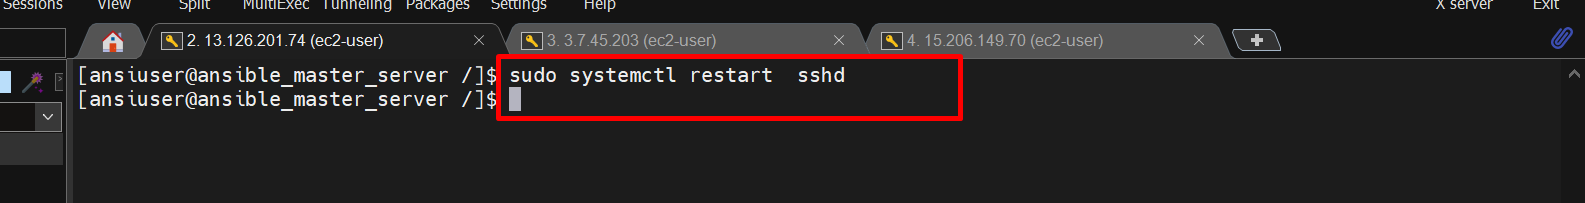 Sessions View Split MultiExec Tunneling Packages Settings Help X server Exit
2. 13.126.201.74 (ec2-user) 3. 3.7.45.203 (ec2-user) 4. 15.206.149.70 (ec2-user)
[ansiuser@ansible_master_server /]$ sudo systemctl restart  sshd
[ansiuser@ansible_master_server /]$